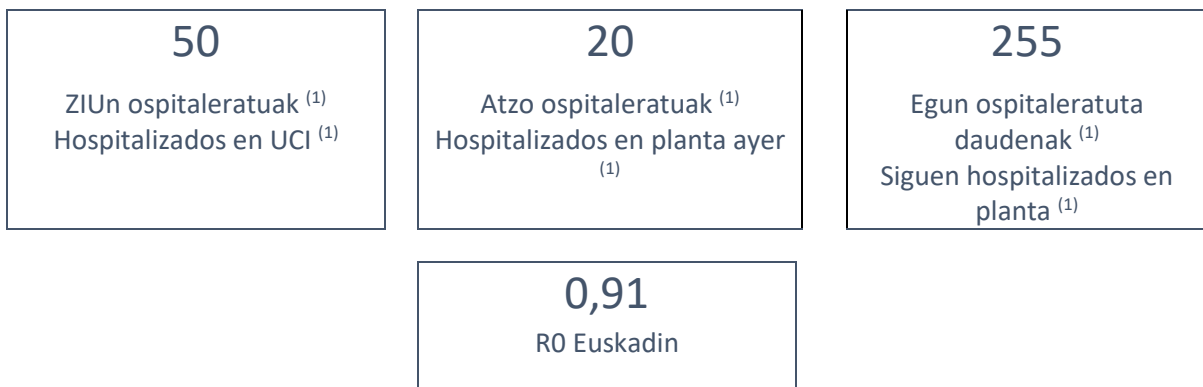 50
ZIUn ospitaleratuak (1)
Hospitalizados en UCI (1)
20
Atzo ospitaleratuak (1)
Hospitalizados en planta ayer
(1)
255
Egun ospitaleratuta
daudenak (1)
Siguen hospitalizados en
planta (1)
0,91
R0 Euskadin